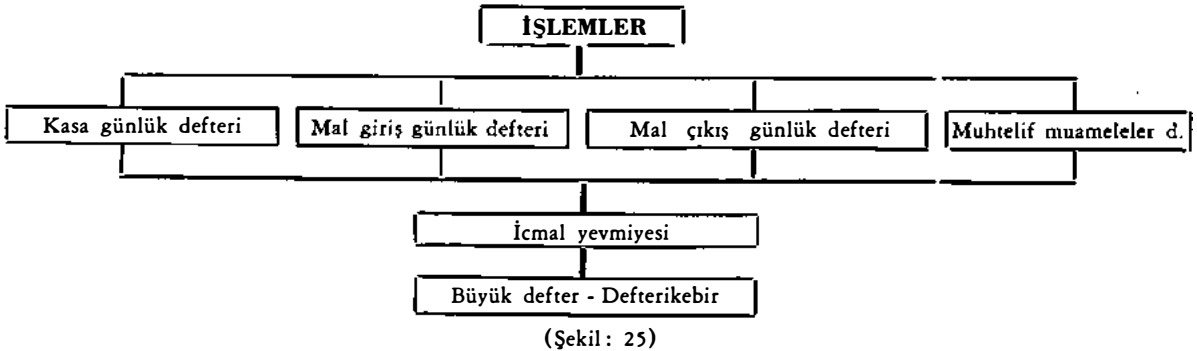 İŞLEMLER
Kasa günlük defteri
Mal giriş günlük defteri
Mal çıkış günlük defteri
Muhtelif muameleler d.
İcmal yevmiyesi
Büyük defter - Defterikebir
(Şekil: 25)